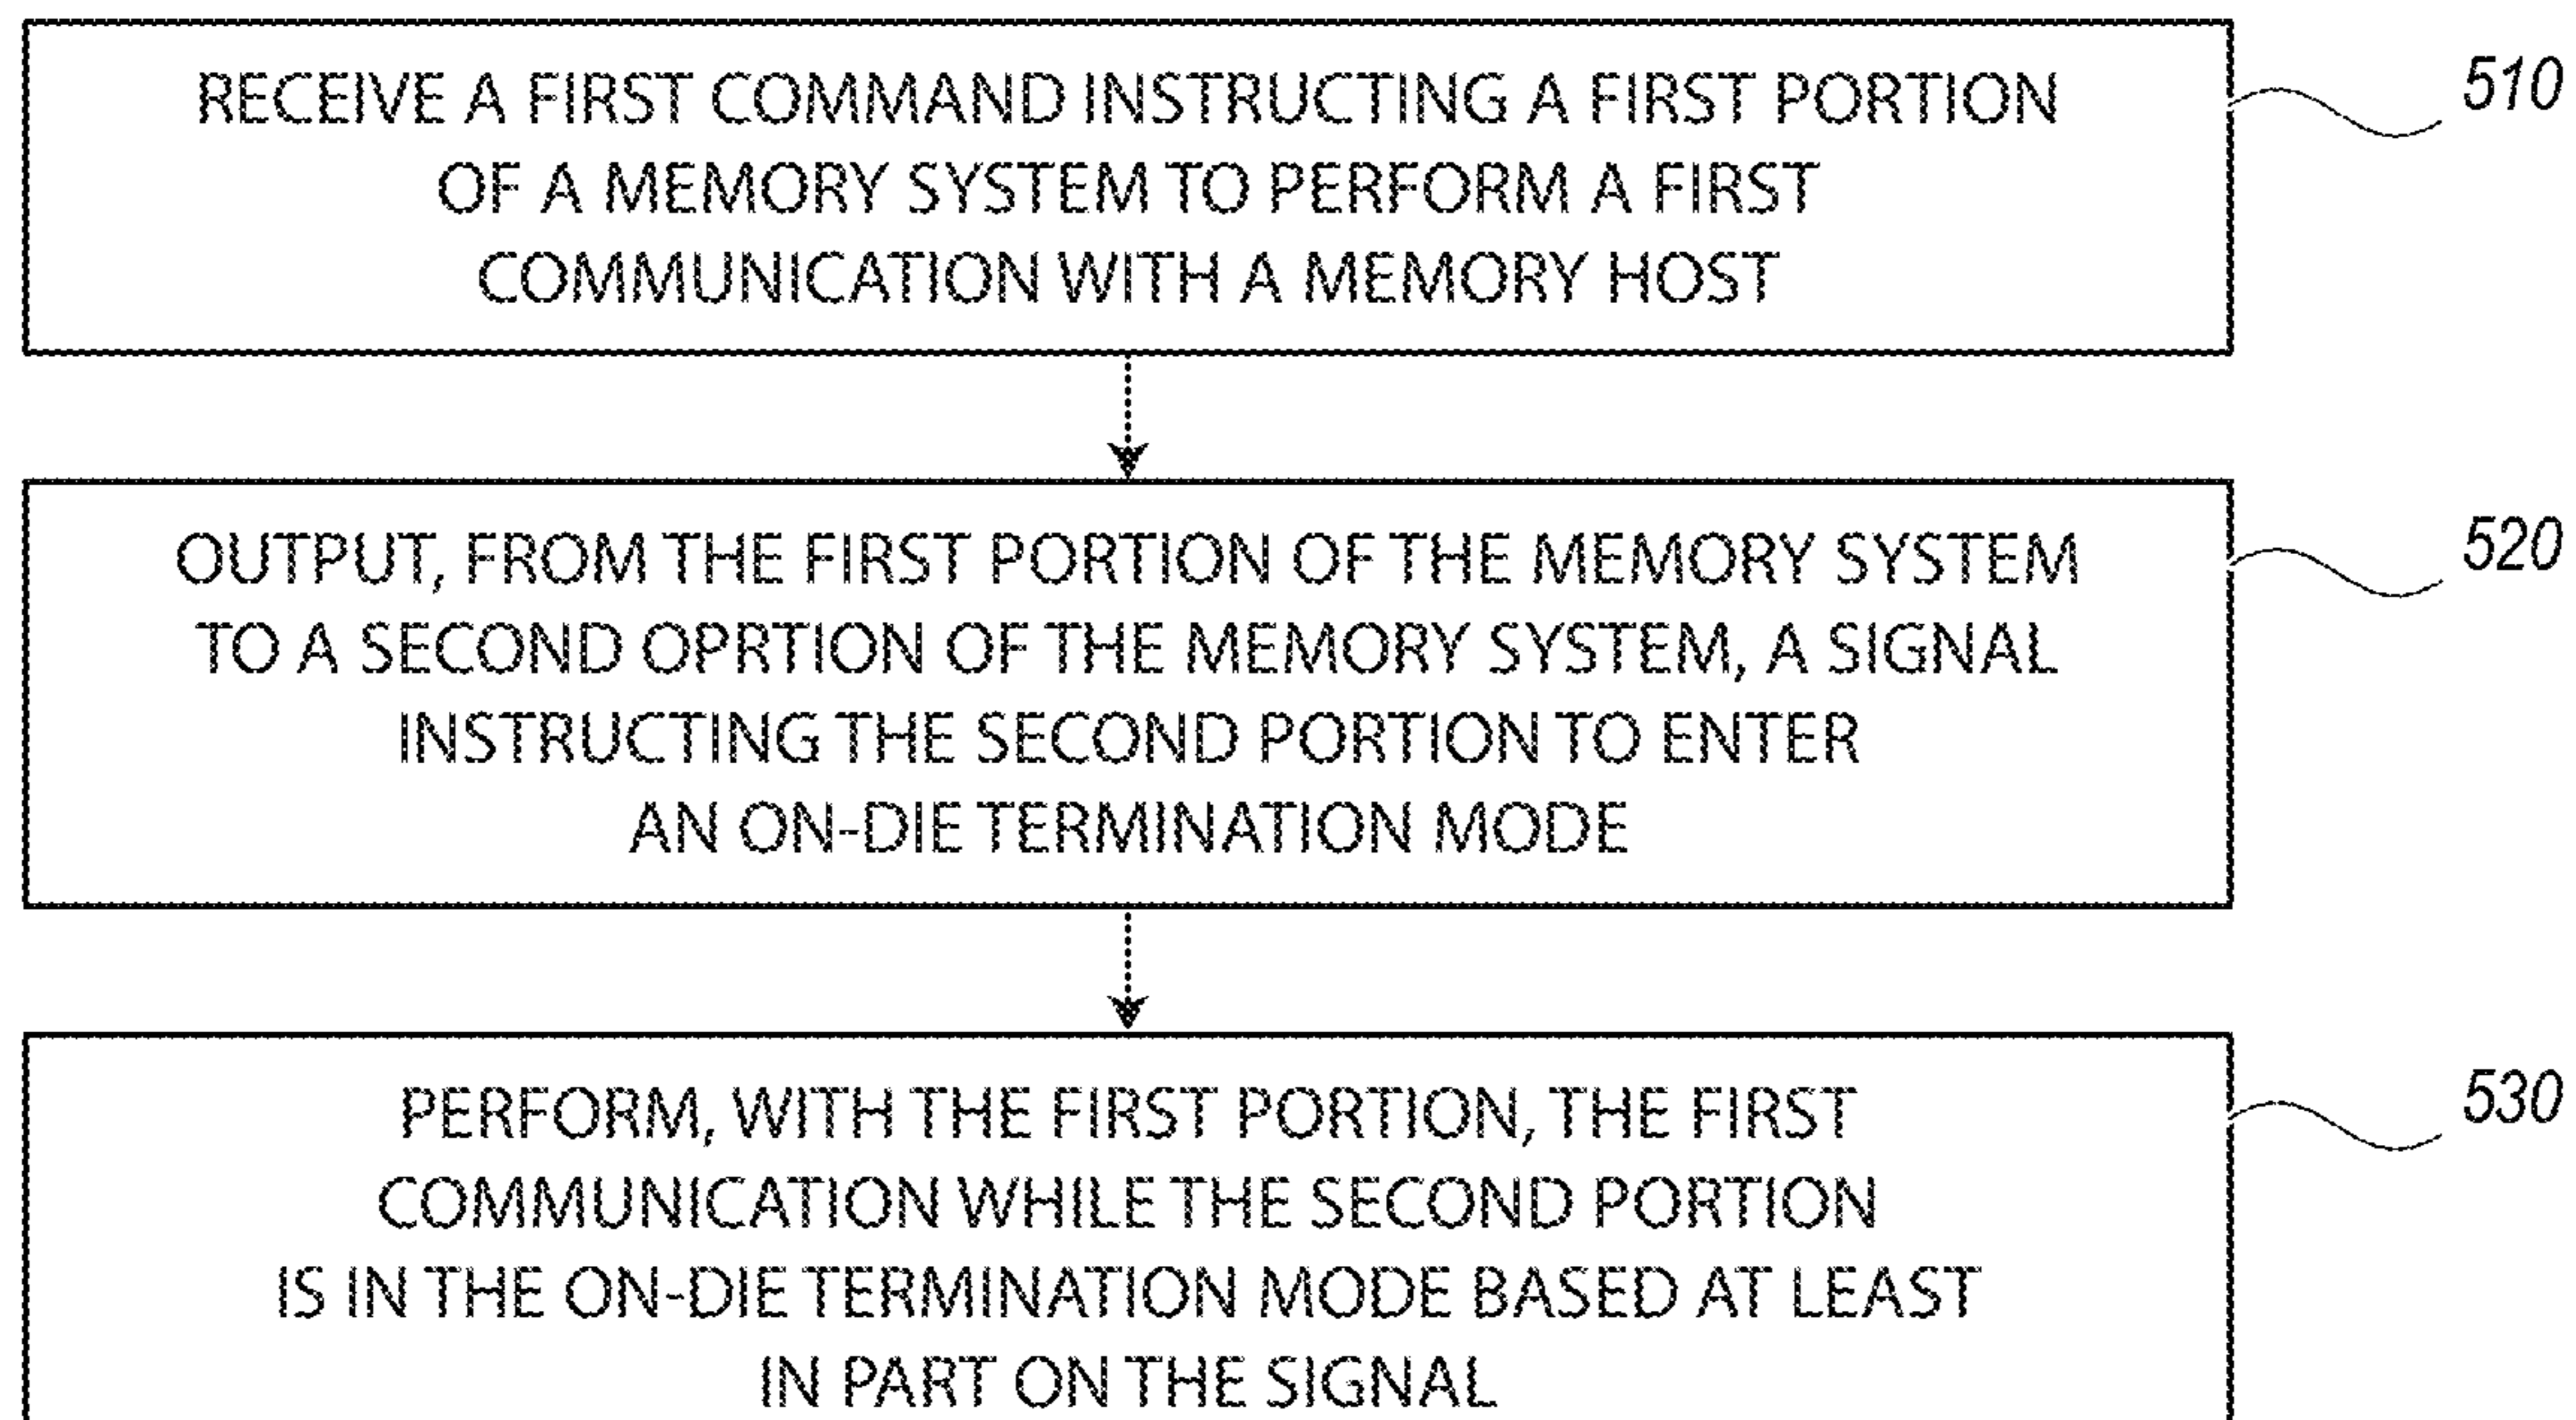 RECEIVE A FIRST COMMAND INSTRUCTING A FIRST PORTION
OF A MEMORY SYSTEM TO PERFORM A FIRST
COMMUNICATION WITH A MEMORY HOST
510
OUTPUT, FROM THE FIRST PORTION OF THE MEMORY SYSTEM
TO A SECOND OPRTION OF THE MEMORY SYSTEM, A SIGNAL
INSTRUCTING THE SECOND PORTION TO ENTER
AN ON-DIE TERMINATION MODE
520
PERFORM, WITH THE FIRST PORTION, THE FIRST
COMMUNICATION WHILE THE SECOND PORTION
IS IN THE ON-DIE TERMINATION MODE BASED AT LEAST
IN PART ON THE SIGNAL
530